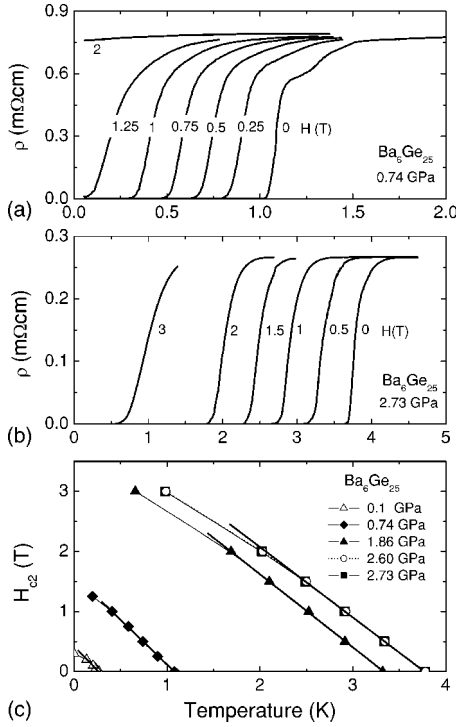 0.9
2
0.6
ρ (mΩcm)
1.25 1 0.75 0.5 0.25 0 H (T)
0.3
Ba6Ge25
0.74 GPa
0.0
0.0 0.5 1.0 1.5 2.0
(a)
0.3
0.2
ρ (mΩcm)
3 2 1.5 1 0.5 0 H(T)
0.1
Ba6Ge25
2.73 GPa
0.0
0 1 2 3 4 5
(b)
4
Ba6Ge25
3
0.1 GPa
0.74 GPa
1.86 GPa
2.60 GPa
2.73 GPa
2
Hc2 (T)
1
0
0 1 2 3 4
(c)
Temperature (K)